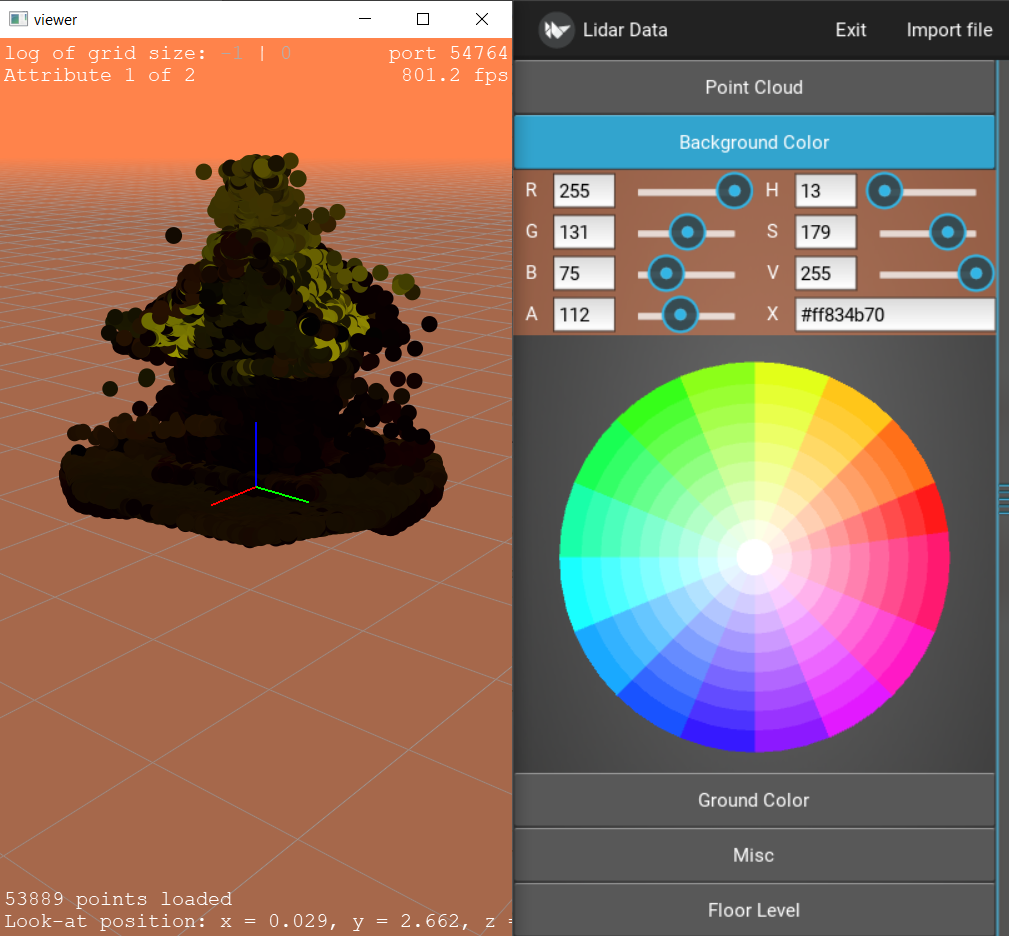 viewer
log of grid size: -1 | 0
port 54764
Attribute 1 of 2
801.2 fps
53889 points loaded
Look-at position: x = 0.029, y = 2.662, z =
Lidar Data
Exit
Import file
Point Cloud
Background Color
R 255
H 13
G 131
S 179
B 75
V 255
A 112
X #ff834b70
Ground Color
Misc
Floor Level